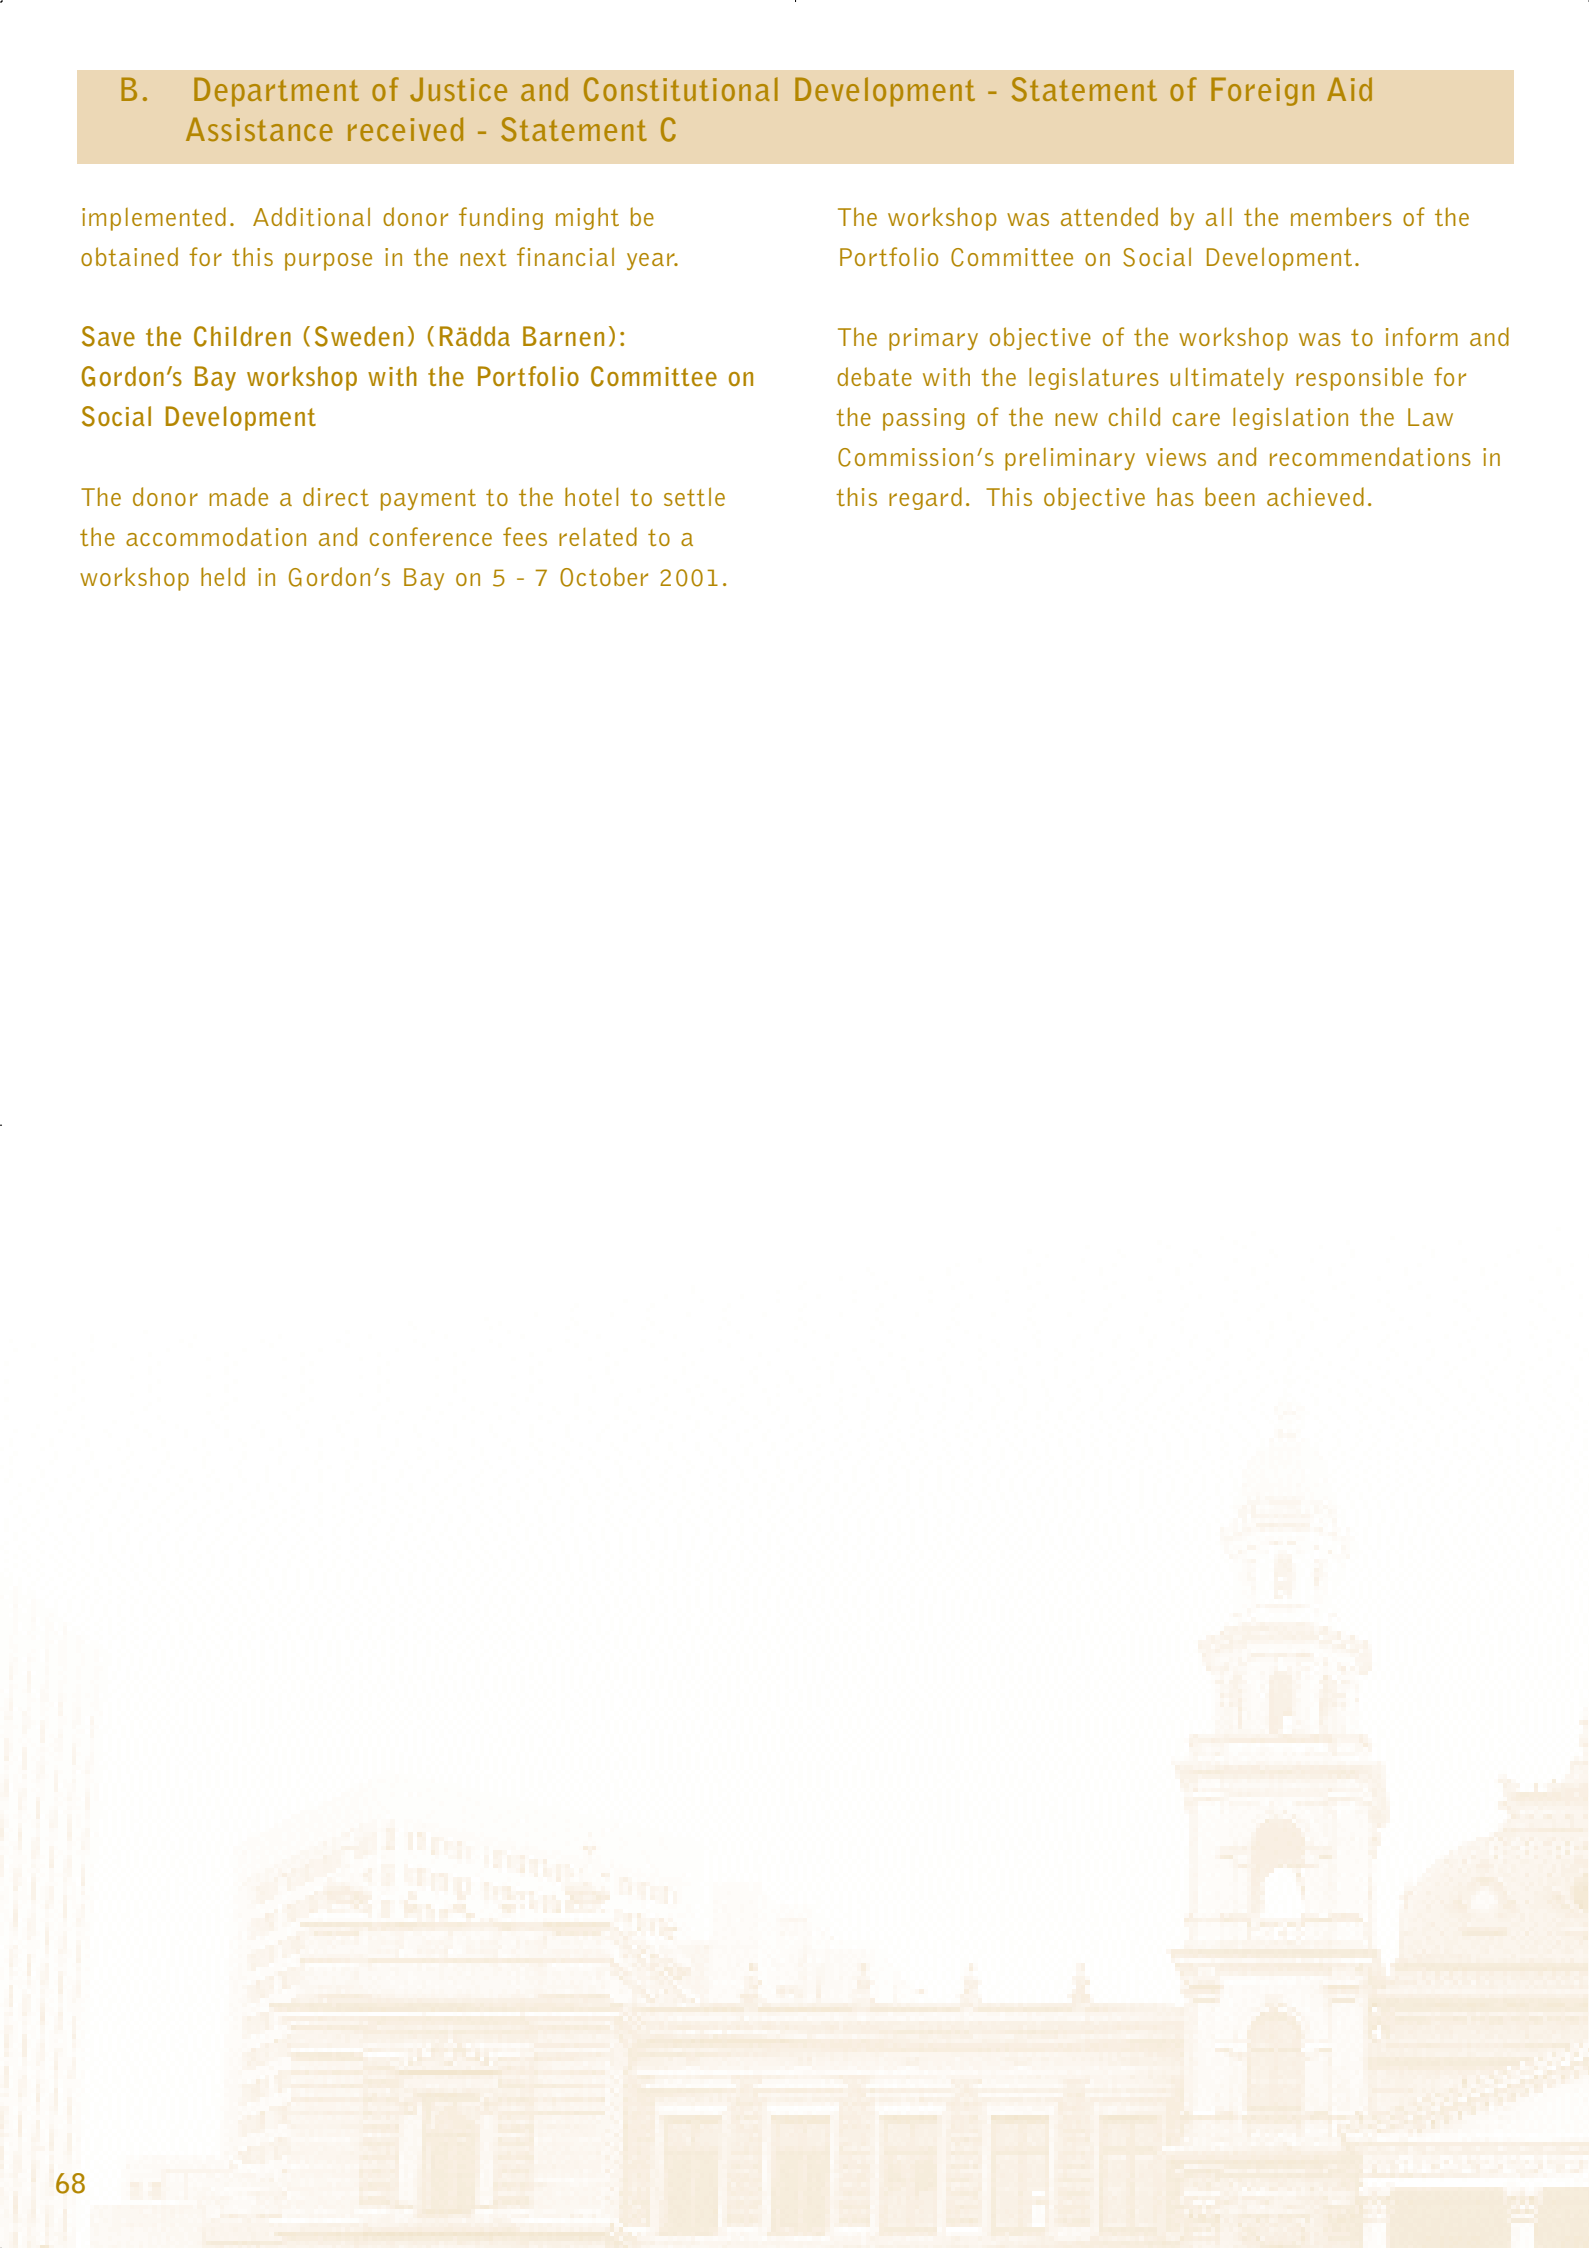 B. Department of Justice and Constitutional Development - Statement of Foreign Aid
Assistance received - Statement C
implemented.  Additional donor funding might be
obtained for this purpose in the next financial year.
Save the Children (Sweden) (Rädda Barnen):
Gordon’s Bay workshop with the Portfolio Committee on
Social Development
The donor made a direct payment to the hotel to settle
the accommodation and conference fees related to a
workshop held in Gordon’s Bay on 5 - 7 October 2001.
The workshop was attended by all the members of the
Portfolio Committee on Social Development.
The primary objective of the workshop was to inform and
debate with the legislatures ultimately responsible for
the passing of the new child care legislation the Law
Commission’s preliminary views and recommendations in
this regard.  This objective has been achieved.
68